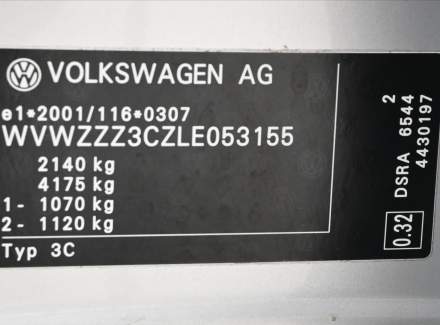 VOLKSWAGEN AG
e1*2001/116*0307
WVWZZZ3CZLE053155
2140 kg
4175 kg
1- 1070 kg
2- 1120 kg
Typ 3C
0.32
DSRA 6544 2
4430197